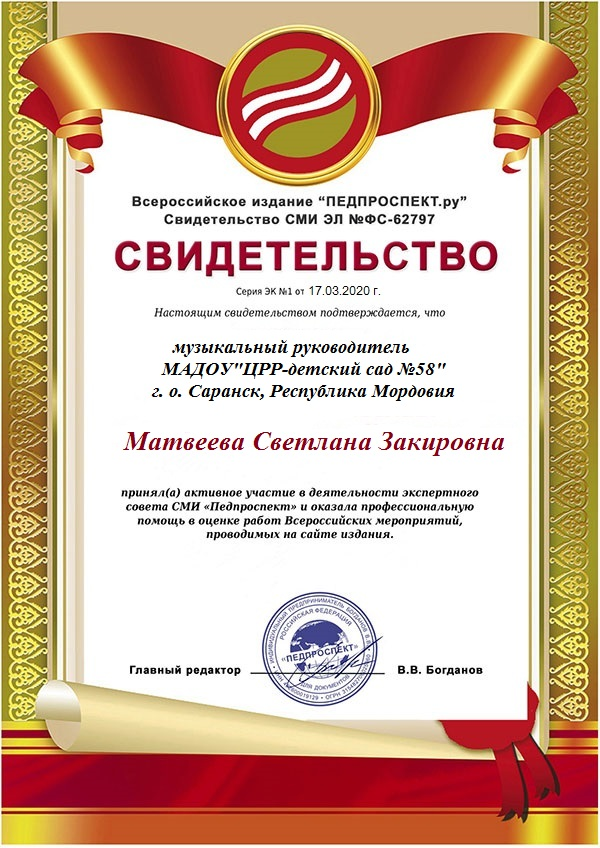 Всероссийское издание “ПЕДПРОСПЕКТ.ру”
Свидетельство СМИ ЭЛ №ФС-62797
СВИДЕТЕЛЬСТВО
Серия ЭК №1 от 17.03.2020 г.
Настоящим свидетельством подтверждается, что
музыкальный руководитель
МАДОУ"ЦРР-детский сад №58"
г. о. Саранск, Республика Мордовия
Матвеева Светлана Закировна
принял(а) активное участие в деятельности экспертного
совета СМИ «Педпроспект» и оказала профессиональную
помощь в оценке работ Всероссийских мероприятий,
проводимых на сайте издания.
ИНДИВИДУАЛЬНЫЙ ПРЕДПРИНИМАТЕЛЬ БОГДАНОВ
РОССИЙСКАЯ ФЕДЕРАЦИЯ
"ПЕДПРОСПЕКТ"
ДЛЯ ДОКУМЕНТОВ
Главный редактор В.В. Богданов